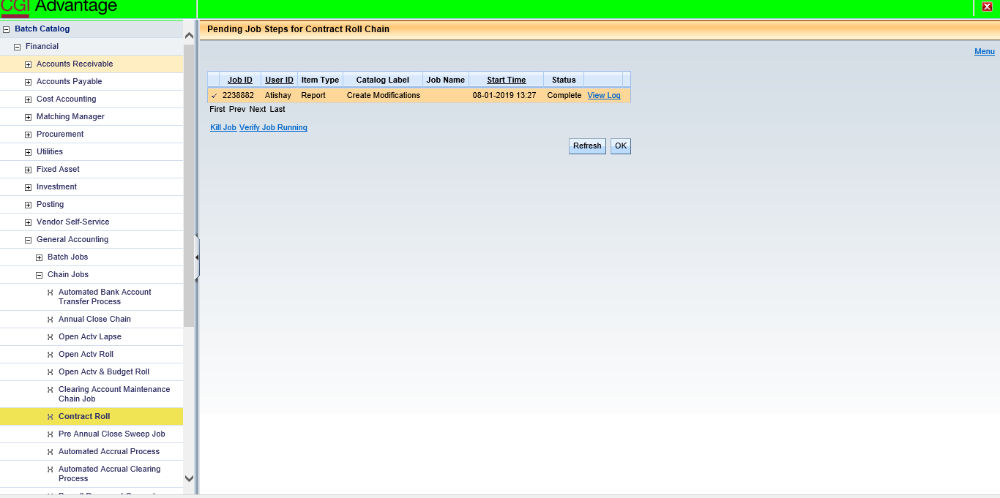 CGI Advantage
Batch Catalog
Financial
Accounts Receivable
Accounts Payable
Cost Accounting
Matching Manager
Procurement
Utilities
Fixed Asset
Investment
Posting
Vendor Self-Service
General Accounting
Batch Jobs
Chain Jobs
Automated Bank Account
Transfer Process
Annual Close Chain
Open Actv Lapse
Open Actv Roll
Open Actv & Budget Roll
Clearing Account Maintenance
Chain Job
Contract Roll
Pre Annual Close Sweep Job
Automated Accrual Process
Automated Accrual Clearing
Process
Pending Job Steps for Contract Roll Chain
Menu
Job ID User ID Item Type Catalog Label Job Name Start Time Status
2238882 Atishay Report Create Modifications 08-01-2019 13:27 Complete View Log
First Prev Next Last
Kill Job Verify Job Running
Refresh OK